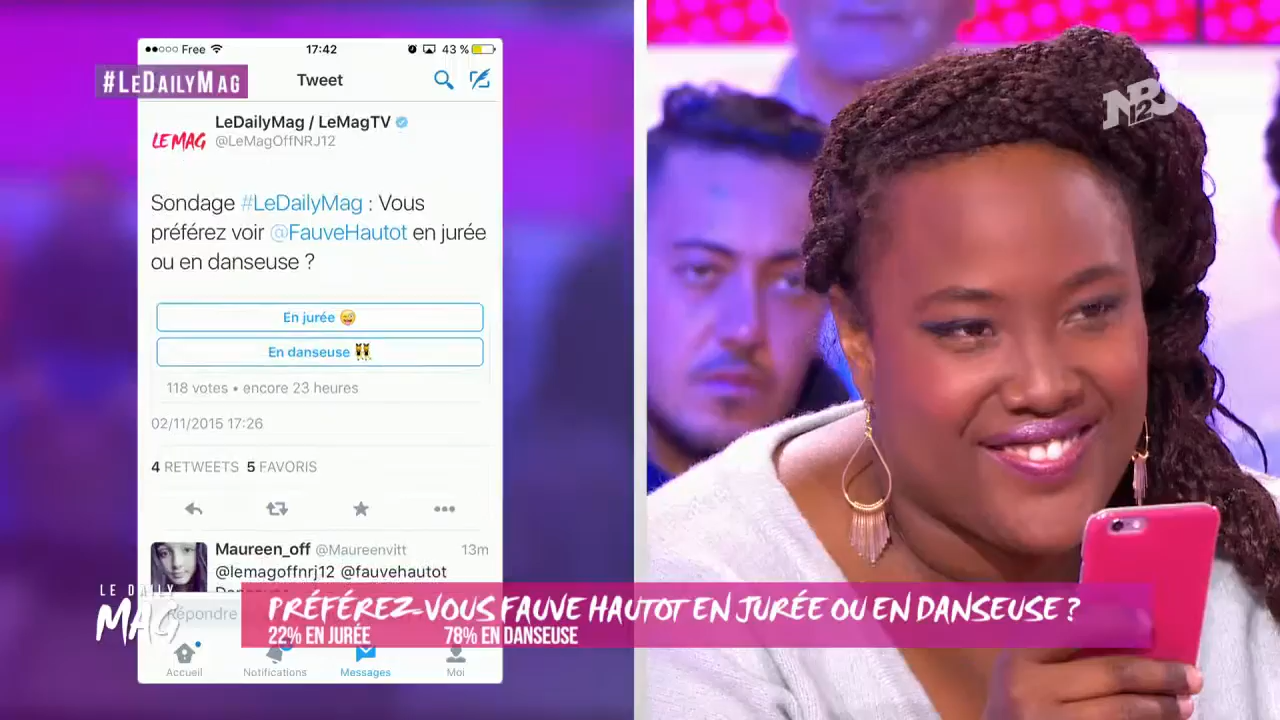 Free 17:42 43 %
#LEDAILYMAG
Tweet
LE MAG
LeDailyMag / LeMagTV
@LeMagOffNRJ12
Sondage #LeDailyMag : Vous
préférez voir @FauveHautot en jurée
ou en danseuse ?
En jurée 😜
En danseuse 👯
118 votes • encore 23 heures
02/11/2015 17:26
4 RETWEETS 5 FAVORIS
Maureen_off @Maureenvitt 13m
@lemagoffnrj12 @fauvehautot
Répondre
LE DAILY
MAG
PRÉFÉREZ-VOUS FAUVE HAUTOT EN JURÉE OU EN DANSEUSE ?
22% EN JURÉE 78% EN DANSEUSE
Accueil Notifications Messages Moi
NRJ12